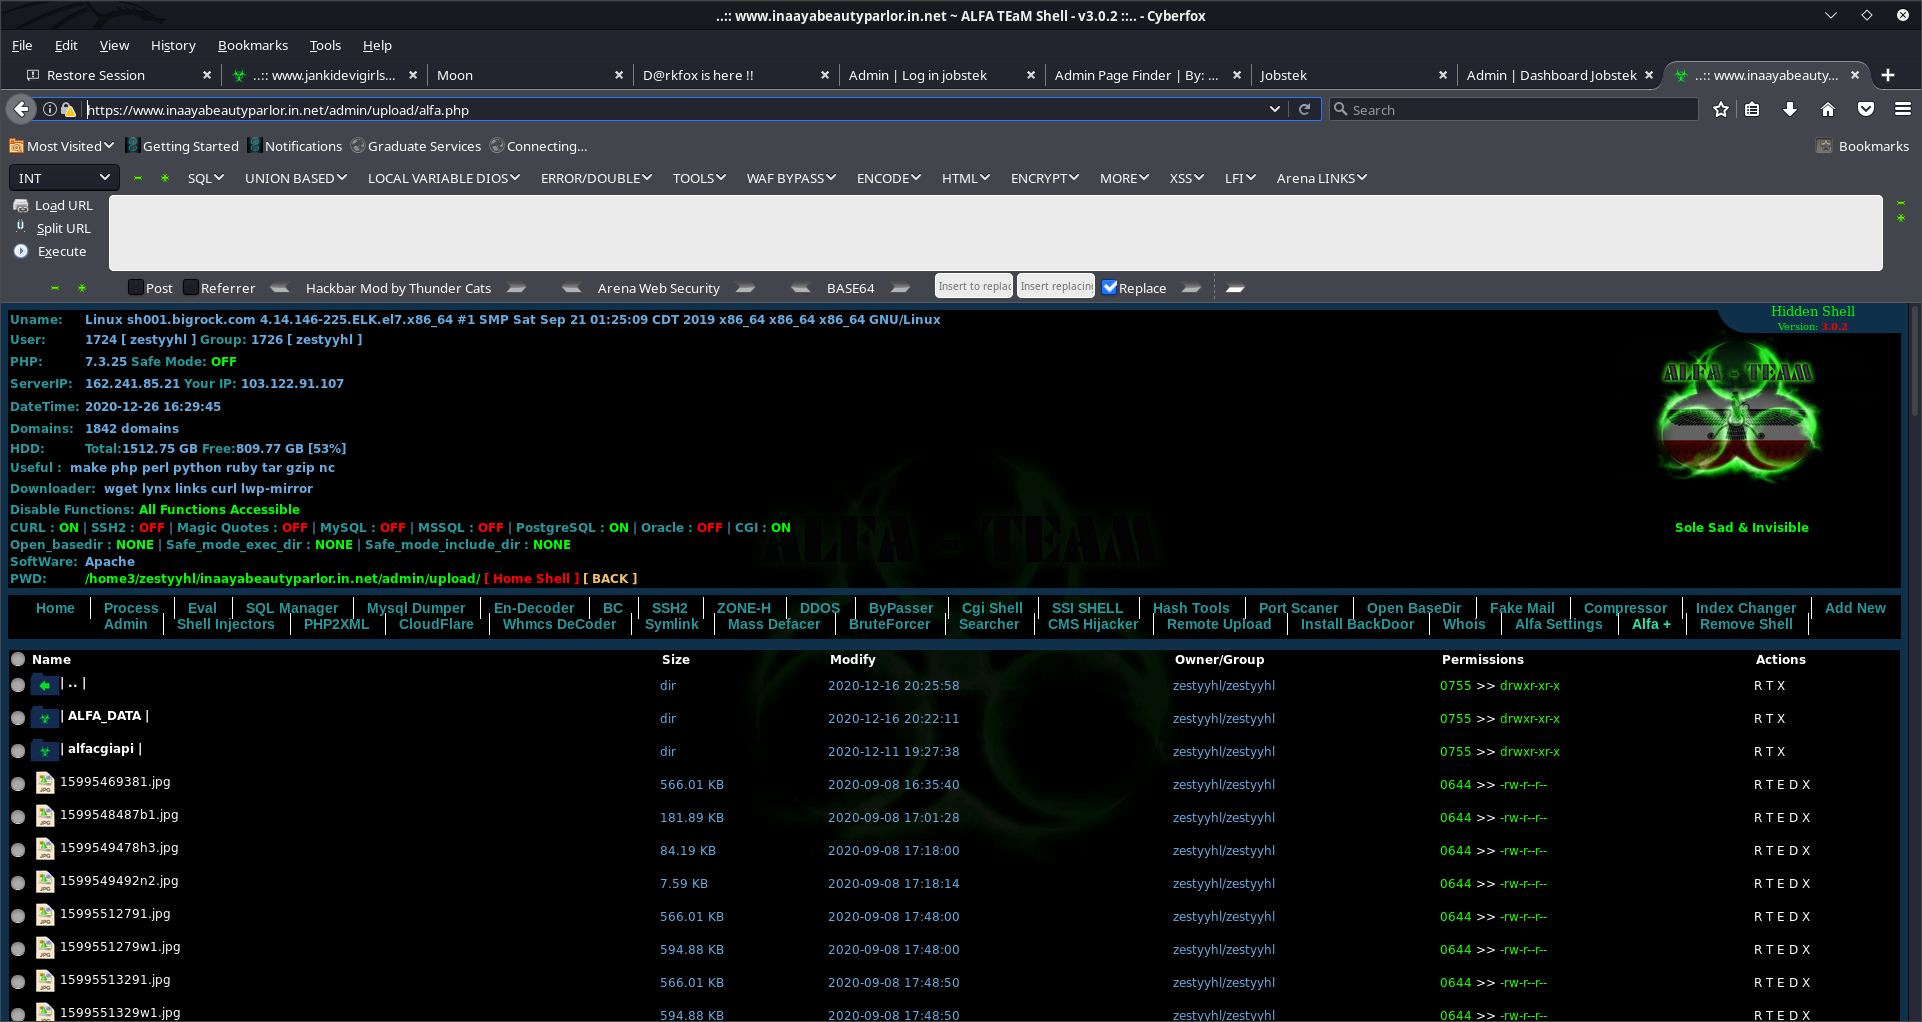 ..:: www.inaayabeautyparlor.in.net ~ ALFA TEaM Shell - v3.0.2 ::.. - Cyberfox
File Edit View History Bookmarks Tools Help
Restore Session ..:: www.jankidevigirls... Moon D@rkfox is here !! Admin | Log in jobstek Admin Page Finder | By: ... Jobstek Admin | Dashboard Jobstek ..:: www.inaayabeauty...
https://www.inaayabeautyparlor.in.net/admin/upload/alfa.php Search
Most Visited Getting Started Notifications Graduate Services Connecting... Bookmarks
INT SQL UNION BASED LOCAL VARIABLE DIOS ERROR/DOUBLE TOOLS WAF BYPASS ENCODE HTML ENCRYPT MORE XSS LFI Arena LINKS
Load URL
Split URL
Execute
Post Referrer Hackbar Mod by Thunder Cats Arena Web Security BASE64 Insert to replac Insert replacing Replace
Hidden Shell
Version: 3.0.2
Uname: Linux sh001.bigrock.com 4.14.146-225.ELK.el7.x86_64 #1 SMP Sat Sep 21 01:25:09 CDT 2019 x86_64 x86_64 x86_64 GNU/Linux
User: 1724 [ zestyyhl ] Group: 1726 [ zestyyhl ]
PHP: 7.3.25 Safe Mode: OFF
ServerIP: 162.241.85.21 Your IP: 103.122.91.107
DateTime: 2020-12-26 16:29:45
Domains: 1842 domains
HDD: Total:1512.75 GB Free:809.77 GB [53%]
Useful : make php perl python ruby tar gzip nc
Downloader: wget lynx links curl lwp-mirror
Disable Functions: All Functions Accessible
CURL : ON | SSH2 : OFF | Magic Quotes : OFF | MySQL : OFF | MSSQL : OFF | PostgreSQL : ON | Oracle : OFF | CGI : ON
Open_basedir : NONE | Safe_mode_exec_dir : NONE | Safe_mode_include_dir : NONE
SoftWare: Apache
PWD: /home3/zestyyhl/inaayabeautyparlor.in.net/admin/upload/ [ Home Shell ] [ BACK ]
ALFA - TEAM
Sole Sad & Invisible
ALFA - TEAM
Home Process Eval SQL Manager Mysql Dumper En-Decoder BC SSH2 ZONE-H DDOS ByPasser Cgi Shell SSI SHELL Hash Tools Port Scaner Open BaseDir Fake Mail Compressor Index Changer Add New
Admin Shell Injectors PHP2XML CloudFlare Whmcs DeCoder Symlink Mass Defacer BruteForcer Searcher CMS Hijacker Remote Upload Install BackDoor Whois Alfa Settings Alfa + Remove Shell
Name Size Modify Owner/Group Permissions Actions
| .. | dir 2020-12-16 20:25:58 zestyyhl/zestyyhl 0755 >> drwxr-xr-x R T X
| ALFA_DATA | dir 2020-12-16 20:22:11 zestyyhl/zestyyhl 0755 >> drwxr-xr-x R T X
| alfacgiapi | dir 2020-12-11 19:27:38 zestyyhl/zestyyhl 0755 >> drwxr-xr-x R T X
15995469381.jpg 566.01 KB 2020-09-08 16:35:40 zestyyhl/zestyyhl 0644 >> -rw-r--r-- R T E D X
1599548487b1.jpg 181.89 KB 2020-09-08 17:01:28 zestyyhl/zestyyhl 0644 >> -rw-r--r-- R T E D X
1599549478h3.jpg 84.19 KB 2020-09-08 17:18:00 zestyyhl/zestyyhl 0644 >> -rw-r--r-- R T E D X
1599549492n2.jpg 7.59 KB 2020-09-08 17:18:14 zestyyhl/zestyyhl 0644 >> -rw-r--r-- R T E D X
15995512791.jpg 566.01 KB 2020-09-08 17:48:00 zestyyhl/zestyyhl 0644 >> -rw-r--r-- R T E D X
1599551279w1.jpg 594.88 KB 2020-09-08 17:48:00 zestyyhl/zestyyhl 0644 >> -rw-r--r-- R T E D X
15995513291.jpg 566.01 KB 2020-09-08 17:48:50 zestyyhl/zestyyhl 0644 >> -rw-r--r-- R T E D X
1599551329w1.jpg 594.88 KB 2020-09-08 17:48:50 zestyyhl/zestyyhl 0644 >> -rw-r--r-- R T E D X